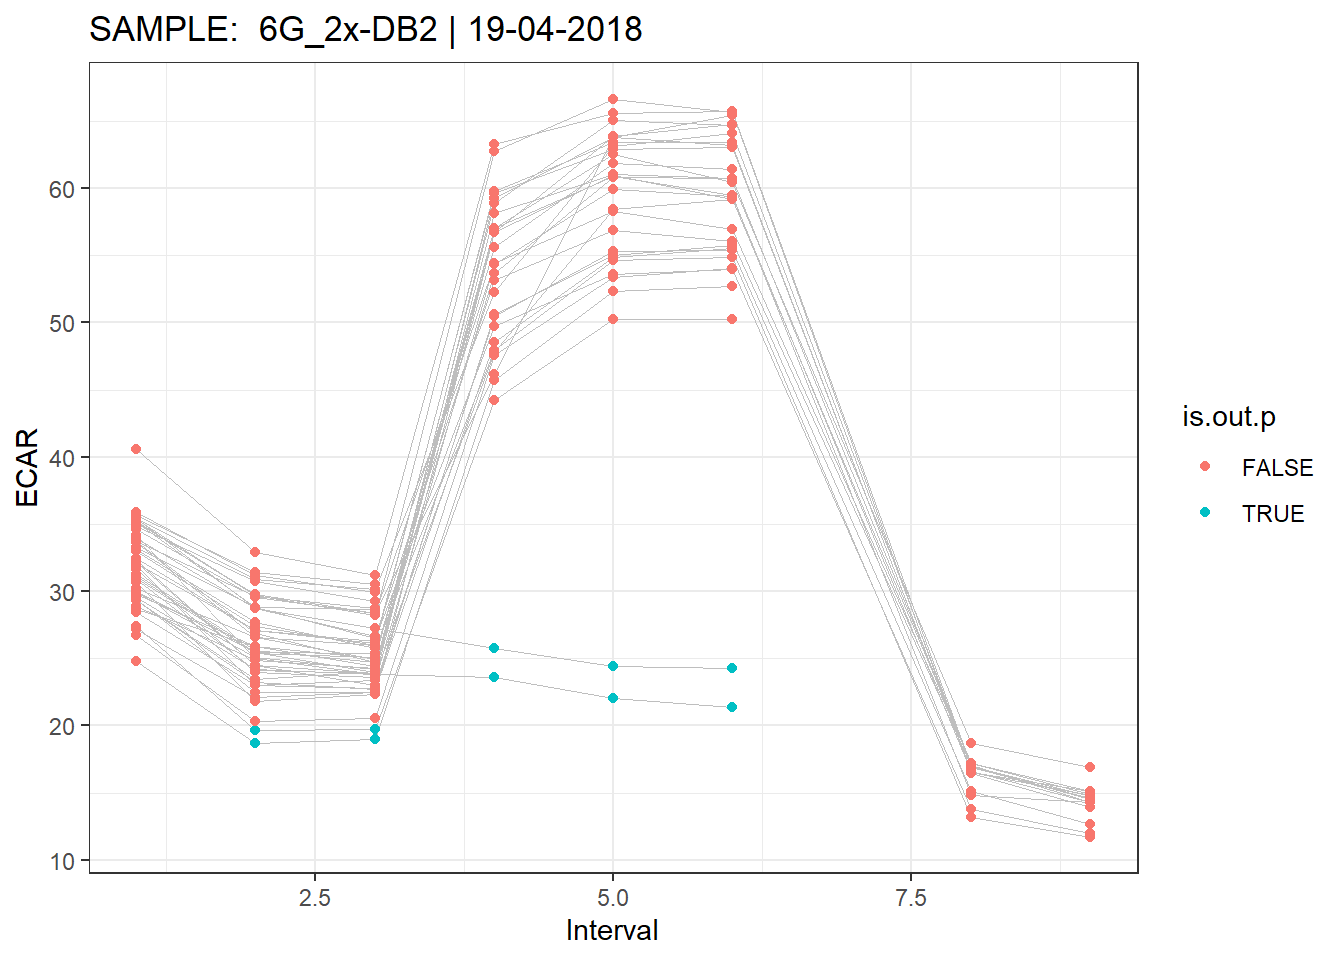 SAMPLE:  6G_2x-DB2 | 19-04-2018
ECAR
60
50
40
30
20
10
2.5
5.0
7.5
Interval
is.out.p
FALSE
TRUE